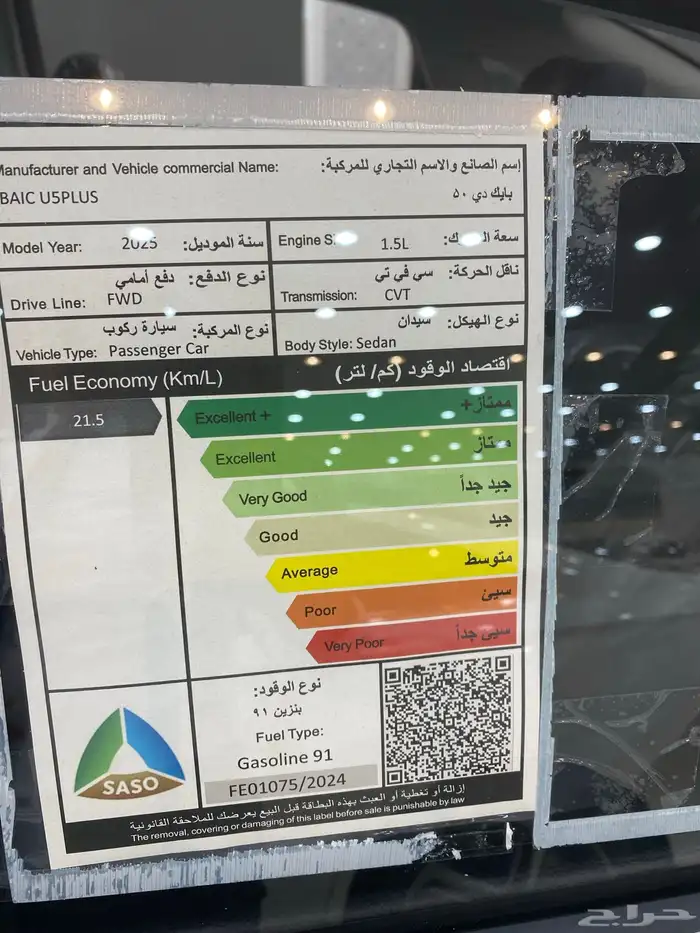 Manufacturer and Vehicle commercial Name: إسم الصانع والاسم التجاري للمركبة:
BAIC U5PLUS بايك دي ٥٠
Model Year: 2025 سنة الموديل:
Engine 1.5L سعة
Drive Line: FWD نوع الدفع: دفع أمامي
Transmission: CVT ناقل الحركة: سي في تي
Vehicle Type: Passenger Car نوع المركبة: سيارة ركوب
Body Style: Sedan نوع الهيكل: سيدان
Fuel Economy (Km/L) اقتصاد الوقود (كم/ لتر)
21.5
Excellent + ممتاز+
Excellent ممتاز
Very Good جيد جداً
Good جيد
Average متوسط
Poor سيئ
Very Poor سيئ جداً
نوع الوقود:
بنزين ٩١
Fuel Type:
Gasoline 91
FE01075/2024
SASO
إزالة أو تغطية أو العبث بهذه البطاقة قبل البيع يعرضك للملاحقة القانونية
The removal, covering or damaging of this label before sale is punishable by law
حراج